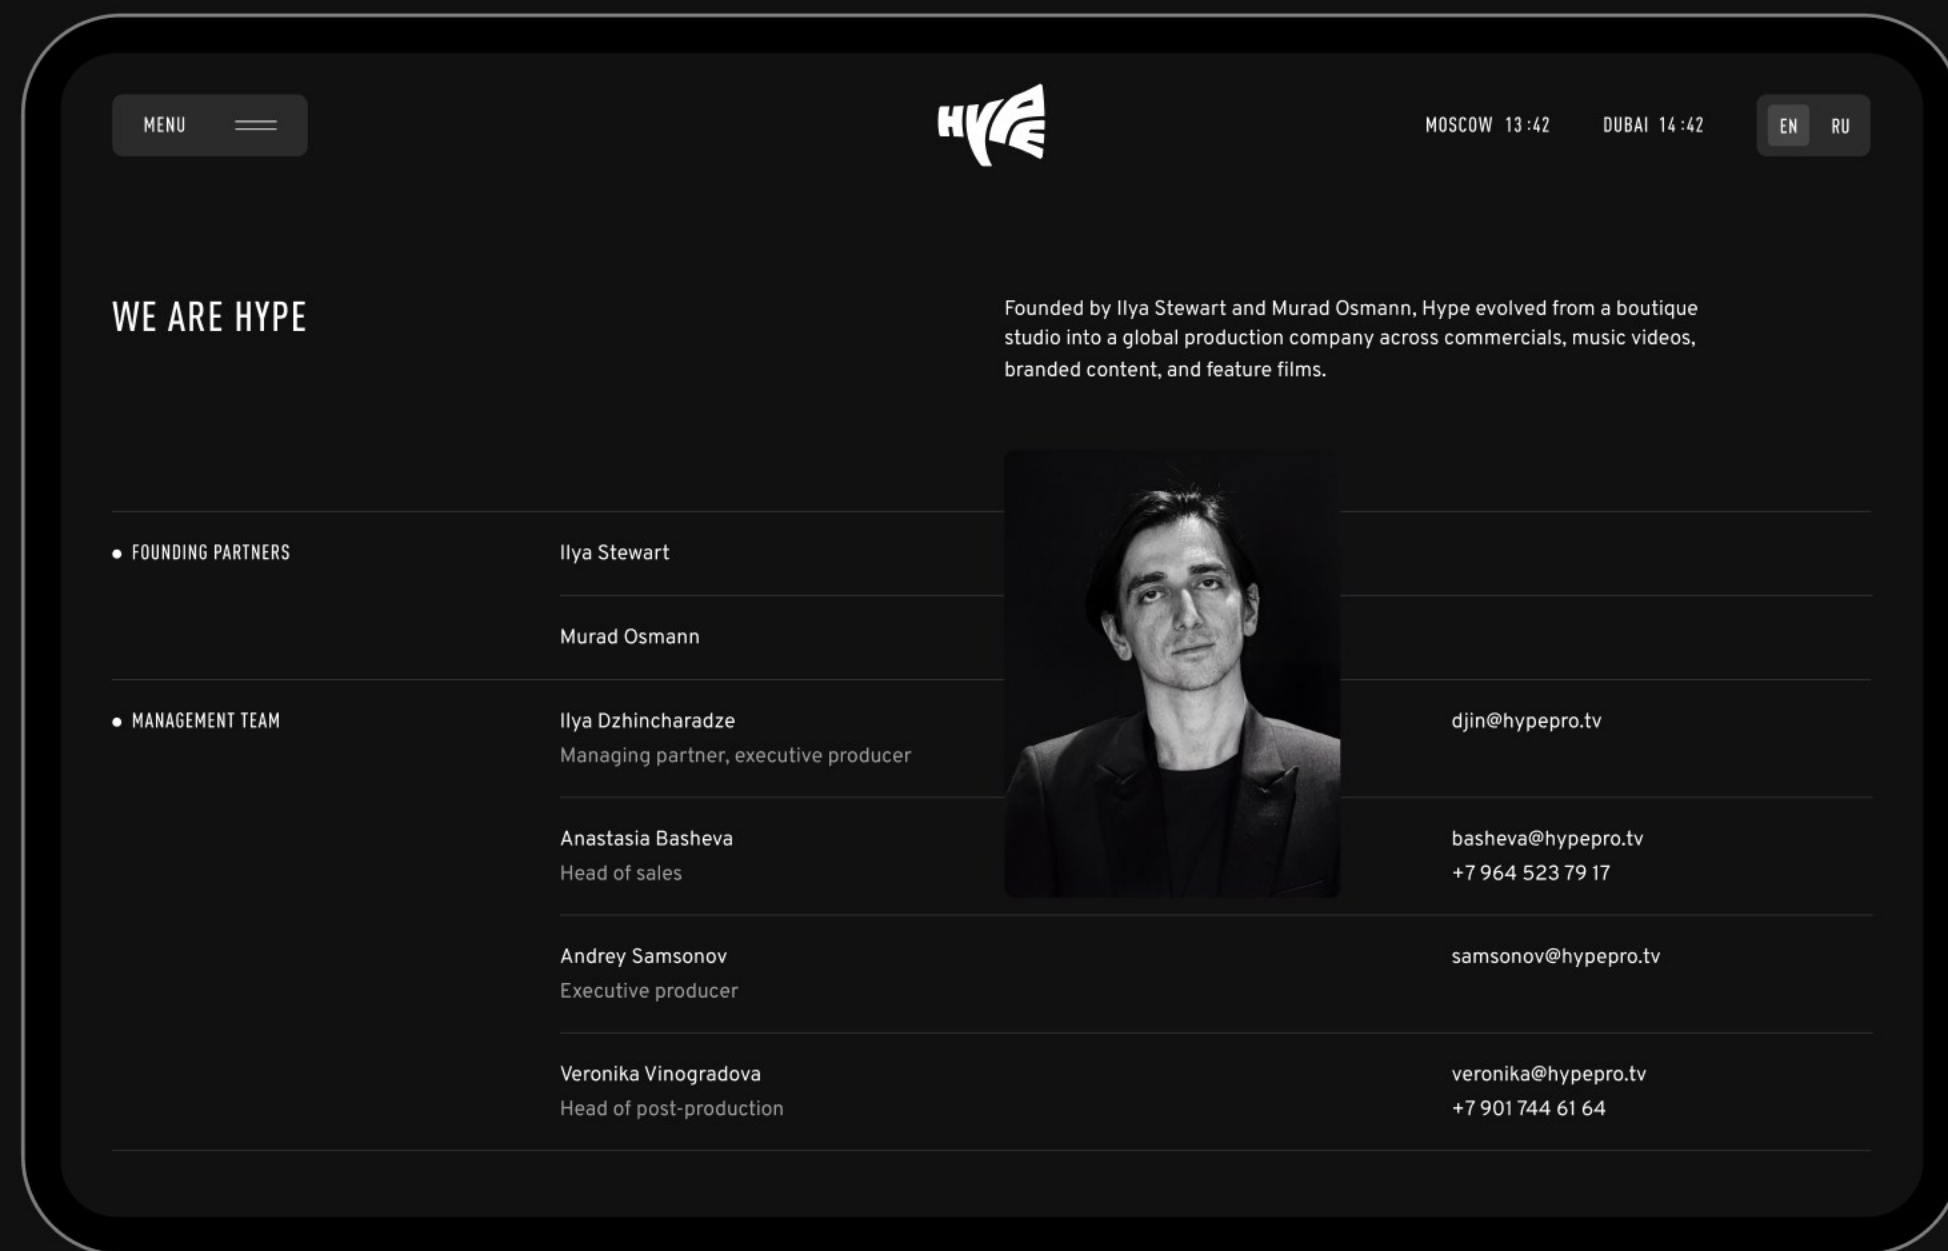 MENU
HYPE
MOSCOW 13:42
DUBAI 14:42
EN
RU
WE ARE HYPE
Founded by Ilya Stewart and Murad Osmann, Hype evolved from a boutique
studio into a global production company across commercials, music videos,
branded content, and feature films.
FOUNDING PARTNERS
Ilya Stewart
Murad Osmann
MANAGEMENT TEAM
Ilya Dzhincharadze
Managing partner, executive producer
djin@hypepro.tv
Anastasia Basheva
Head of sales
basheva@hypepro.tv
+7 964 523 79 17
Andrey Samsonov
Executive producer
samsonov@hypepro.tv
Veronika Vinogradova
Head of post-production
veronika@hypepro.tv
+7 901 744 61 64